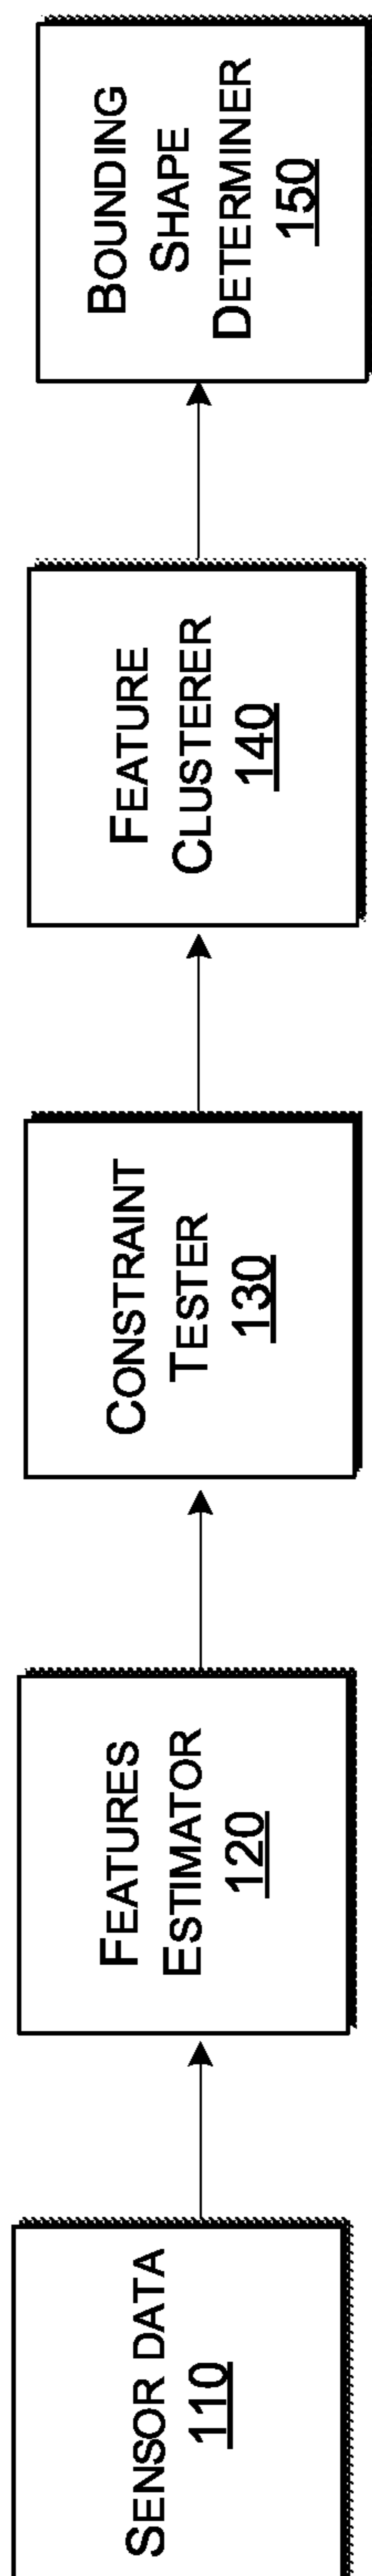 SENSOR DATA
110
FEATURES
ESTIMATOR
120
CONSTRAINT
TESTER
130
FEATURE
CLUSTERER
140
BOUNDING
SHAPE
DETERMINER
150